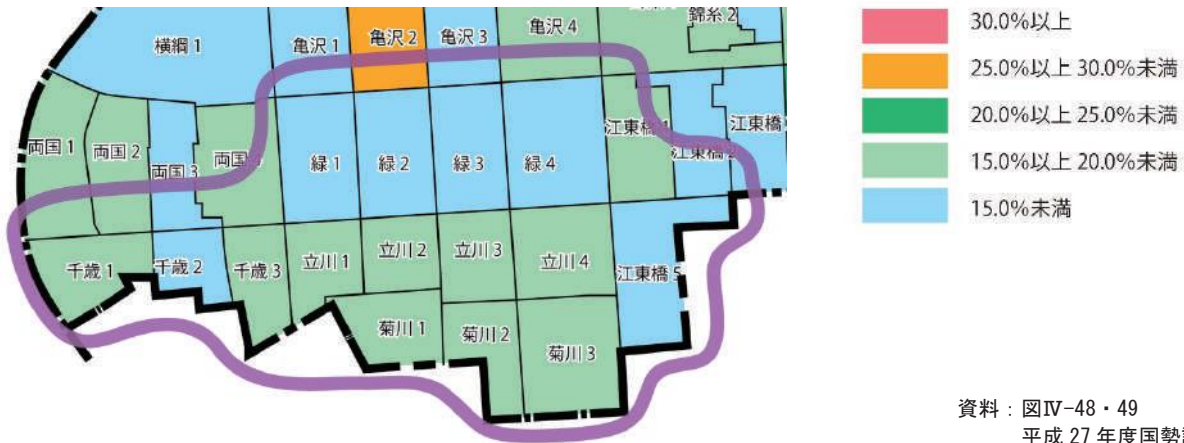 横綱 1
亀沢 1
亀沢 2
亀沢 3
亀沢 4
錦糸 2
両国 1
両国 2
両国 3
両国
緑 1
緑 2
緑 3
緑 4
江東橋 1
江東橋 2
江東橋
千歳 1
千歳 2
千歳 3
立川 1
立川 2
立川 3
立川 4
江東橋 5
菊川 1
菊川 2
菊川 3
30.0%以上
25.0%以上 30.0%未満
20.0%以上 25.0%未満
15.0%以上 20.0%未満
15.0%未満
資料：図Ⅳ-48・49
平成 27 年度国勢